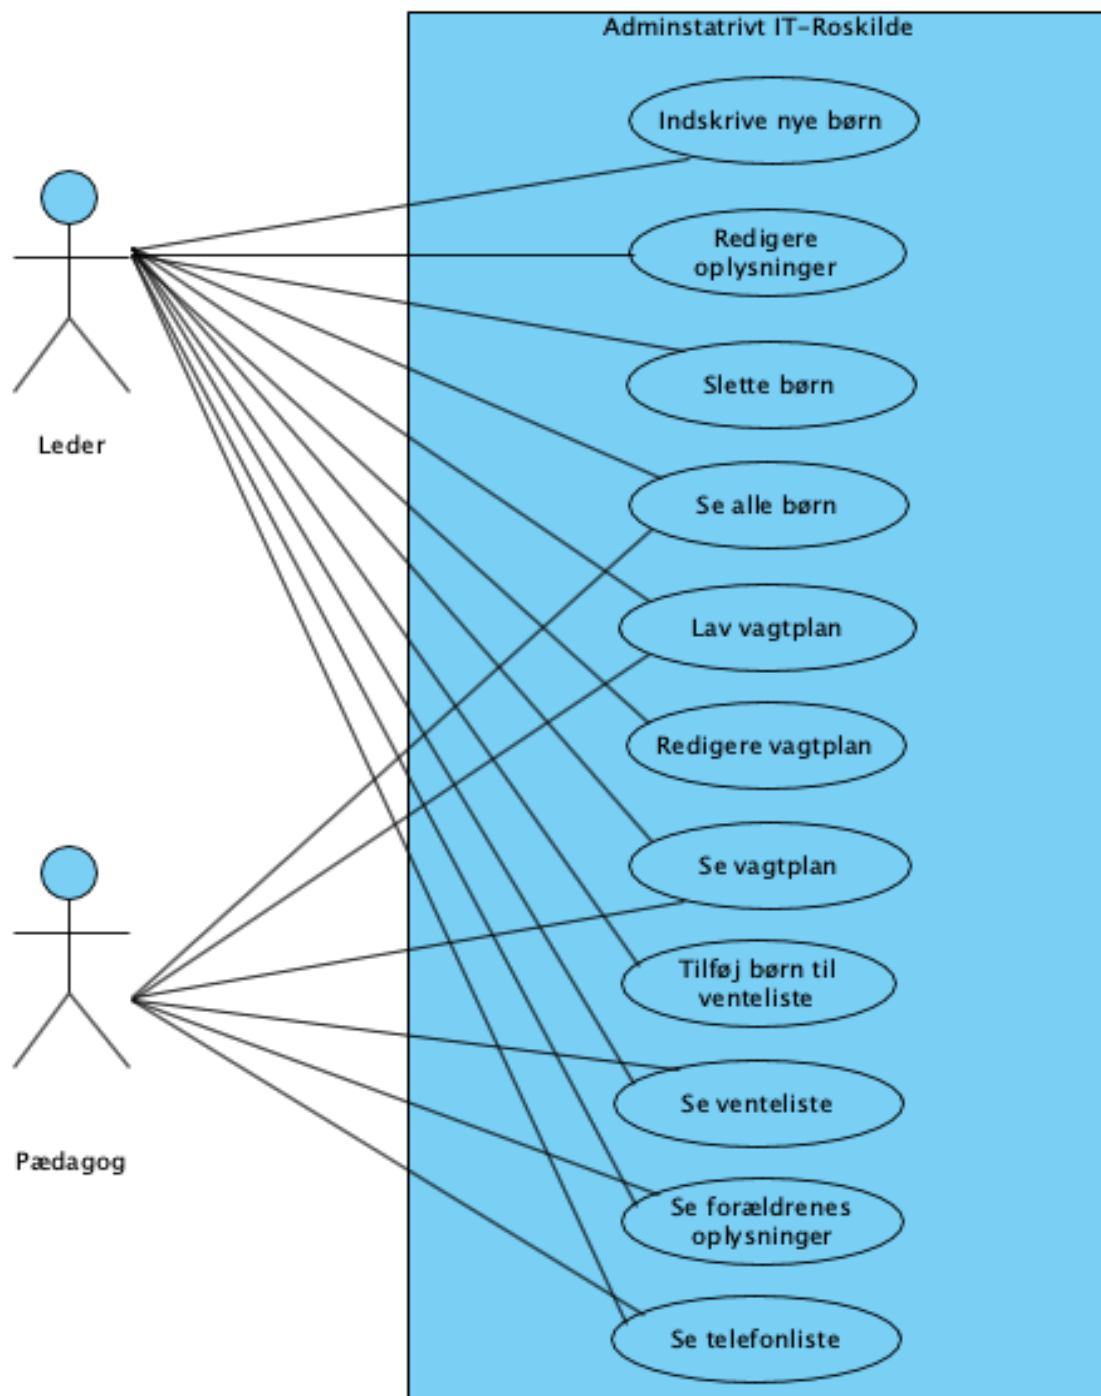 Adminstatrivt IT-Roskilde
Indskrive nye børn
Redigere
oplysninger
Slette børn
Leder
Se alle børn
Lav vagtplan
Redigere vagtplan
Se vagtplan
Tilføj børn til
venteliste
Se venteliste
Pædagog
Se forældrenes
oplysninger
Se telefonliste